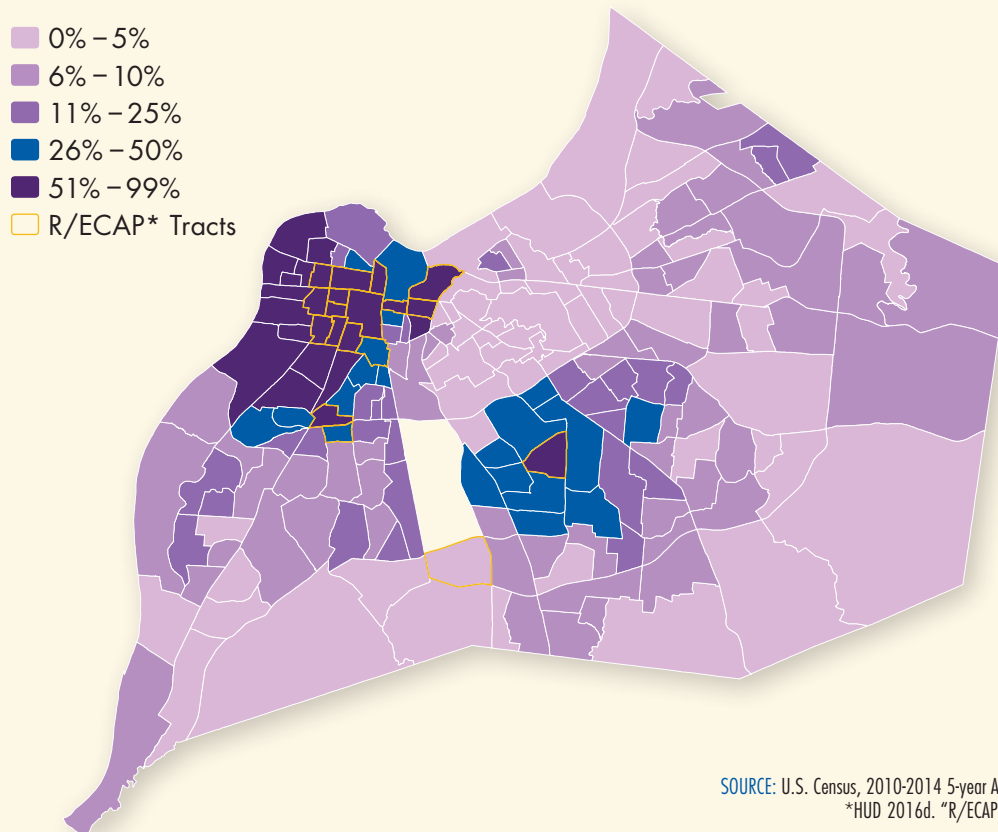 0% – 5%
6% – 10%
11% – 25%
26% – 50%
51% – 99%
R/ECAP* Tracts
SOURCE: U.S. Census, 2010-2014 5-year A
*HUD 2016d. “R/ECAP